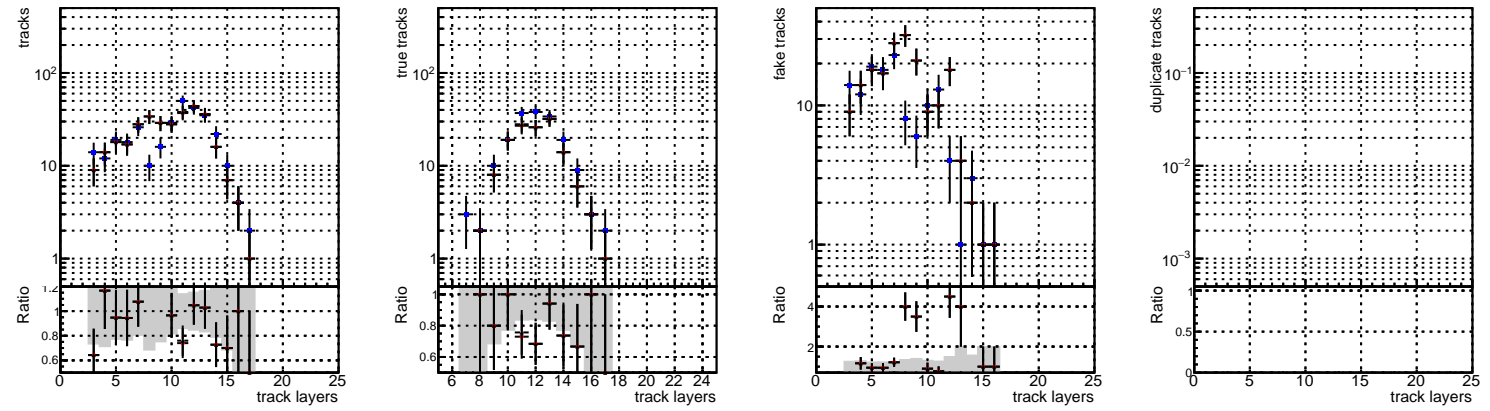 tracks
10²
10
1
Ratio
1.2
1
0.8
0.6
0 5 10 15 20 25
track layers
true tracks
10²
10
1
Ratio
1
0.8
0.6
6 8 10 12 14 16 18 20 22 24
track layers
fake tracks
10
1
Ratio
4
2
0 5 10 15 20 25
track layers
duplicate tracks
10⁻¹
10⁻²
10⁻³
Ratio
1
0.5
0
0 5 10 15 20 25
track layers